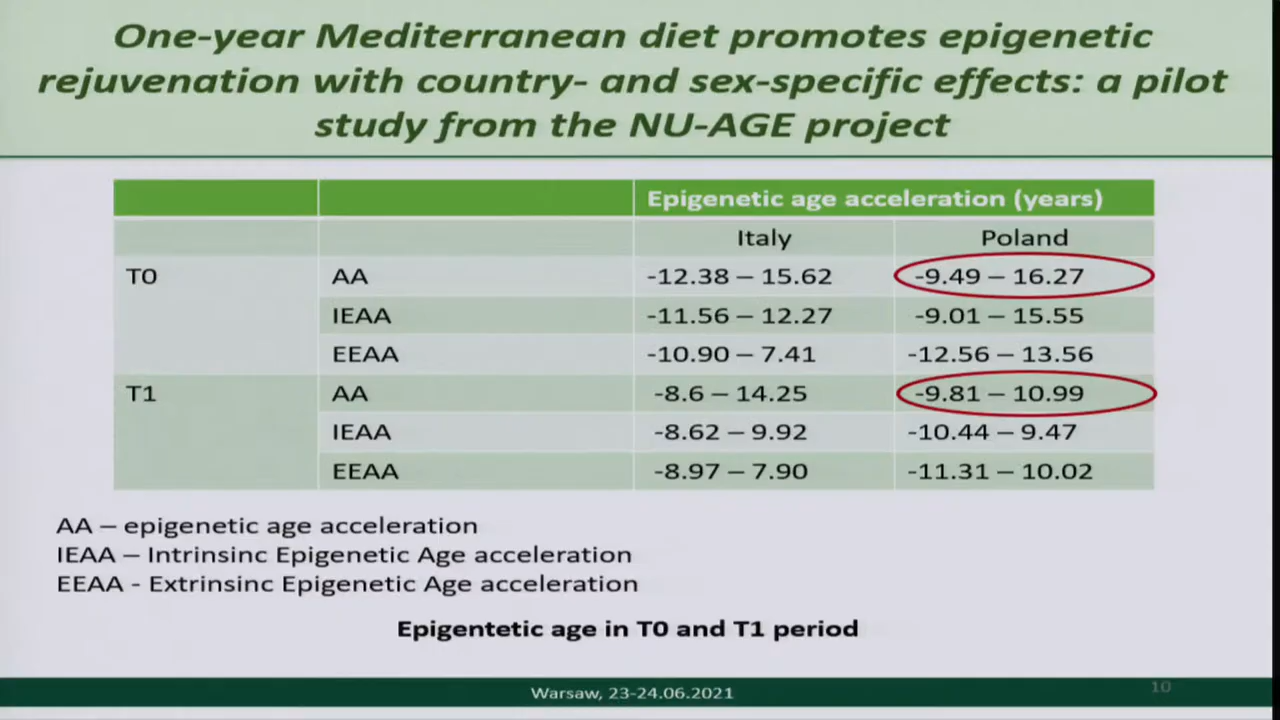 One-year Mediterranean diet promotes epigenetic
rejuvenation with country- and sex-specific effects: a pilot
study from the NU-AGE project
Epigenetic age acceleration (years)
Italy Poland
T0 AA -12.38 – 15.62 -9.49 – 16.27
IEAA -11.56 – 12.27 -9.01 – 15.55
EEAA -10.90 – 7.41 -12.56 – 13.56
T1 AA -8.6 – 14.25 -9.81 – 10.99
IEAA -8.62 – 9.92 -10.44 – 9.47
EEAA -8.97 – 7.90 -11.31 – 10.02
AA – epigenetic age acceleration
IEAA – Intrinsinc Epigenetic Age acceleration
EEAA - Extrinsinc Epigenetic Age acceleration
Epigentetic age in T0 and T1 period
Warsaw, 23-24.06.2021
10